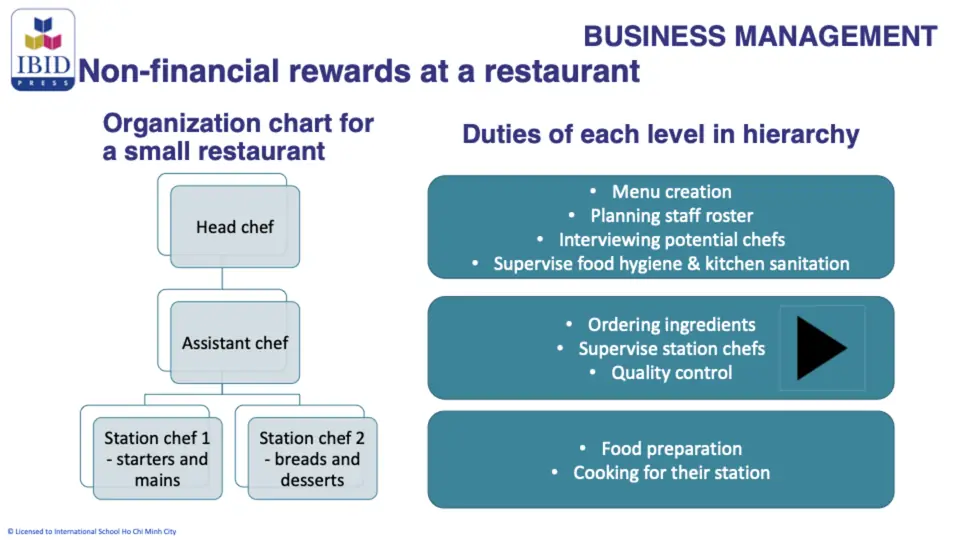 BUSINESS MANAGEMENT
IBID
PRESS
Non-financial rewards at a restaurant
Organization chart for
a small restaurant
Head chef
Assistant chef
Station chef 1
- starters and
mains
Station chef 2
- breads and
desserts
Duties of each level in hierarchy
• Menu creation
• Planning staff roster
• Interviewing potential chefs
• Supervise food hygiene & kitchen sanitation
• Ordering ingredients
• Supervise station chefs
• Quality control
• Food preparation
• Cooking for their station
© Licensed to International School Ho Chi Minh City